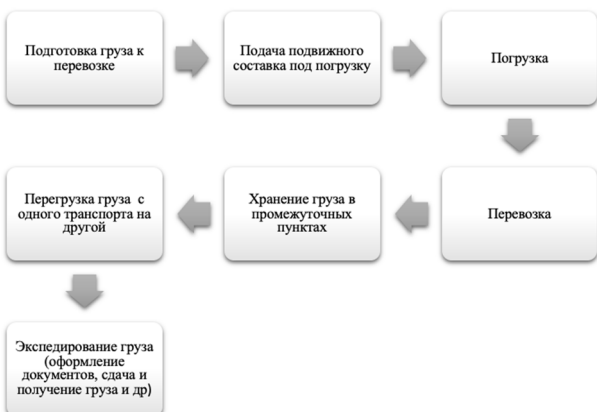 Подготовка груза к
перевозке
Подача подвижного
составка под погрузку
Погрузка
Перевозка
Хранение груза в
промежуточных
пунктах
Перегрузка груза с
одного транспорта на
другой
Экспедирование груза
(оформление
документов, сдача и
получение груза и др)